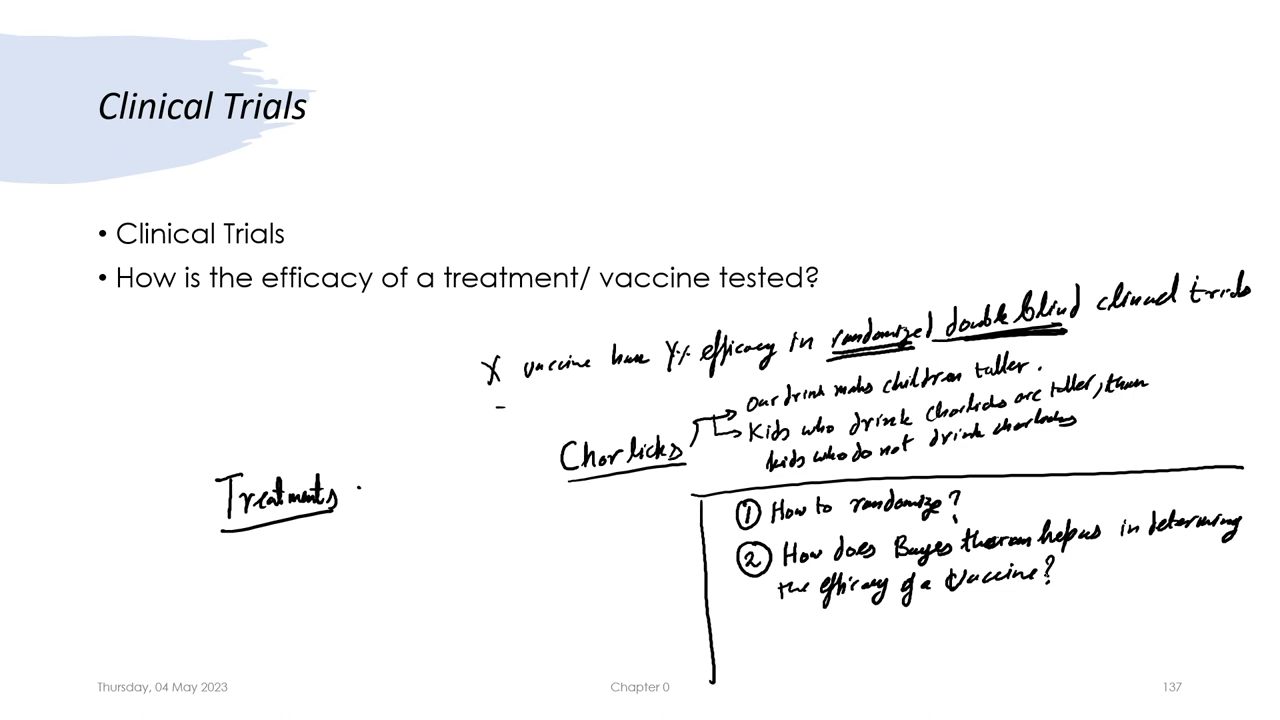 Clinical Trials
• Clinical Trials
• How is the efficacy of a treatment/ vaccine tested?
X vaccine have Y% efficacy in randomized double blind clinical trials
Our drink makes children taller.
Chorlicks
Kids who drink Chorlicks are taller, than
kids who do not drink chorlicks
Treatments
① How to randomize?
② How does Bayes theorem help us in determining
the efficacy of a vaccine?
Thursday, 04 May 2023
Chapter 0
137